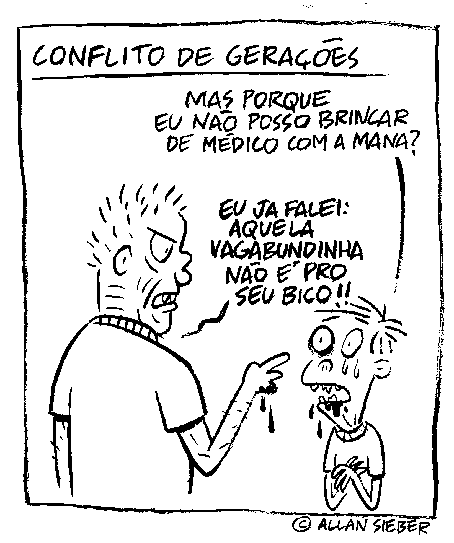 CONFLITO DE GERAÇÕES
MAS PORQUE
EU NÃO POSSO BRINCAR
DE MÉDICO COM A MANA?
EU JA FALEI:
AQUELA
VAGABUNDINHA
NÃO É PRO
SEU BICO!!
© ALLAN SIEBER